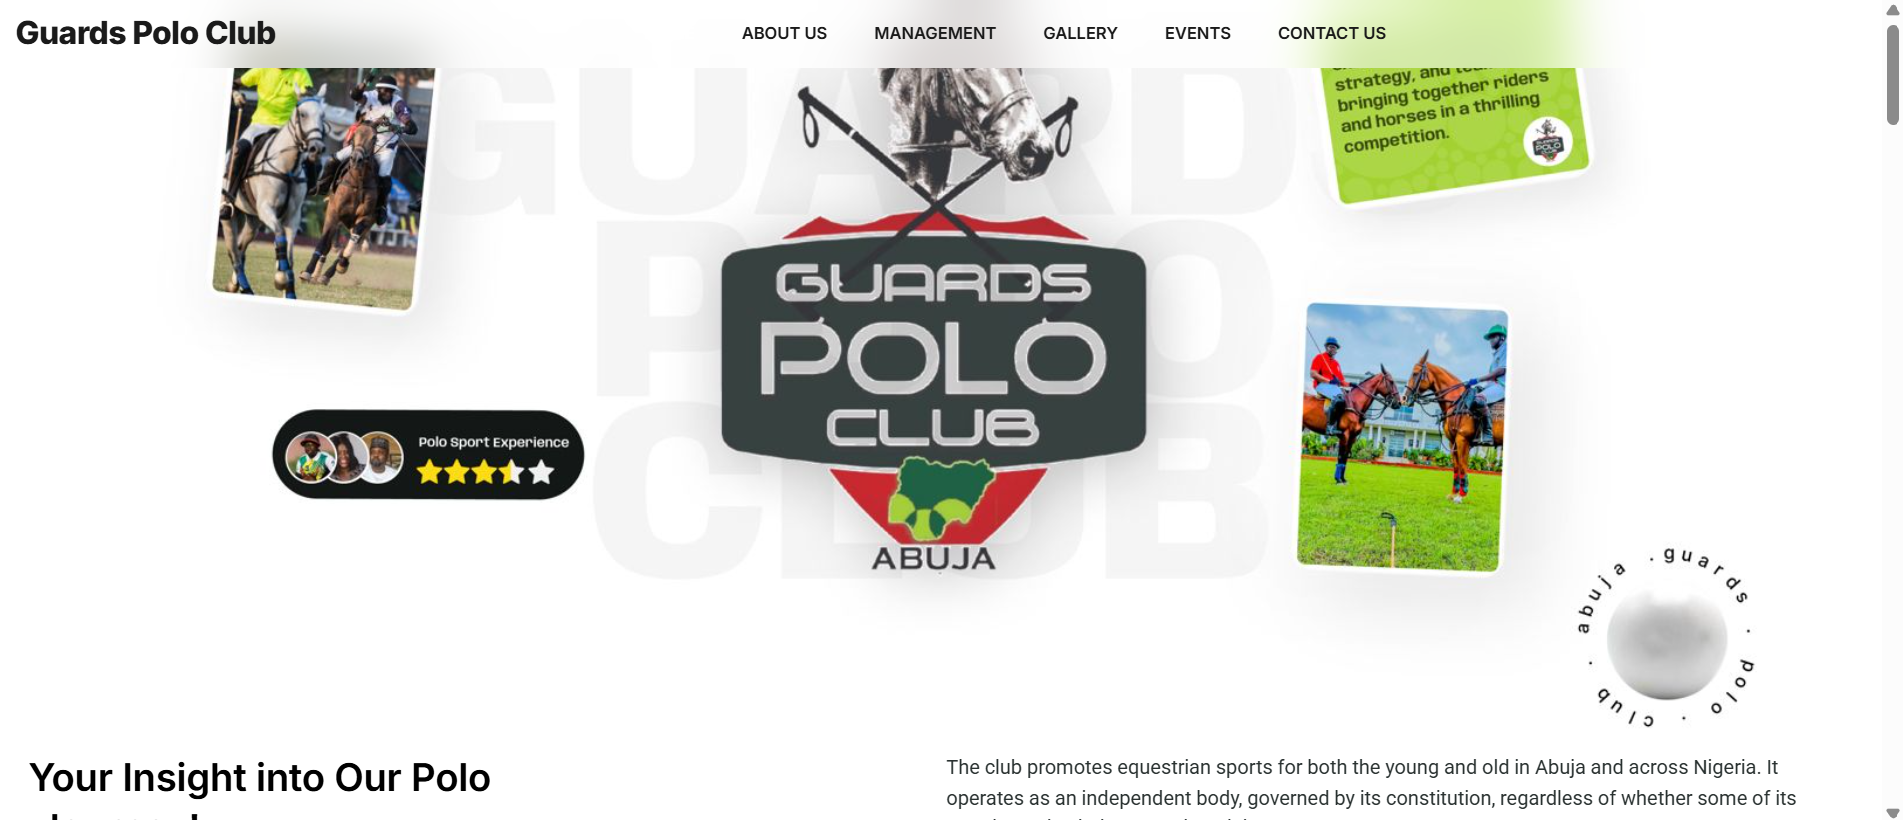 Guards Polo Club
ABOUT US
MANAGEMENT
GALLERY
EVENTS
CONTACT US
GUARDS
POLO
CLUB
strategy, and
bringing together riders
and horses in a thrilling
competition.
GUARDS
POLO
CLUB
GUARDS
POLO
CLUB
ABUJA
Polo Sport Experience
. guards . polo . club . abuja
Your Insight into Our Polo
The club promotes equestrian sports for both the young and old in Abuja and across Nigeria. It
operates as an independent body, governed by its constitution, regardless of whether some of its